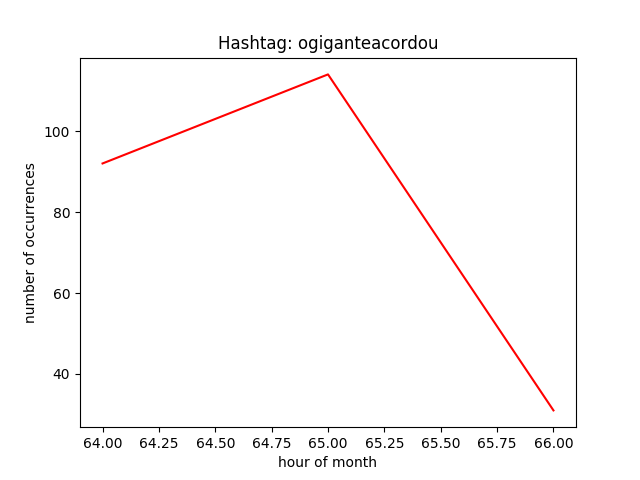 Hashtag: ogiganteacordou
number of occurrences
100
80
60
40
64.00 64.25 64.50 64.75 65.00 65.25 65.50 65.75 66.00
hour of month